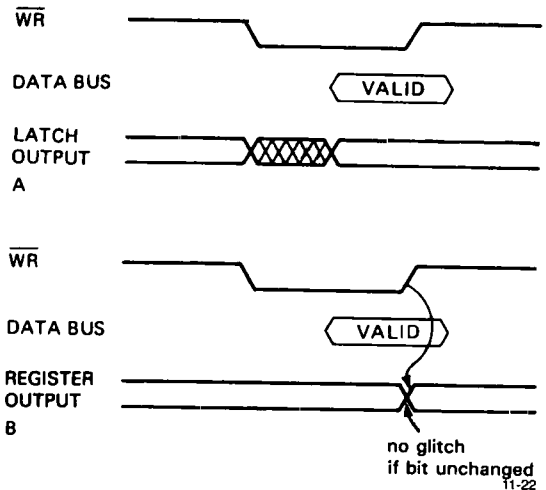 WR
DATA BUS
VALID
LATCH
OUTPUT
A
WR
DATA BUS
VALID
REGISTER
OUTPUT
B
no glitch
if bit unchanged
11-22